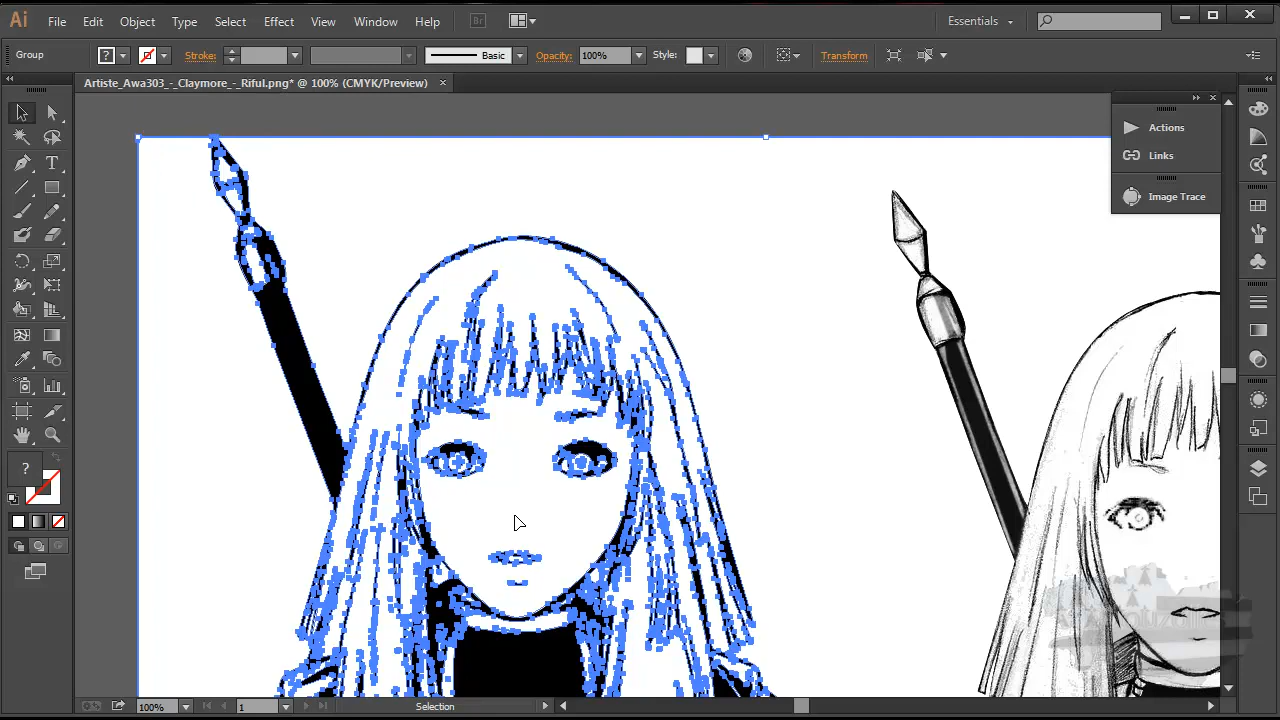 Ai File Edit Object Type Select Effect View Window Help Br Essentials
Group ? Stroke: Basic Opacity: 100% Style: Transform
Artiste_Awa303_-_Claymore_-_Riful.png* @ 100% (CMYK/Preview) ×
Actions
Links
Image Trace
T
?
100% 1 Selection